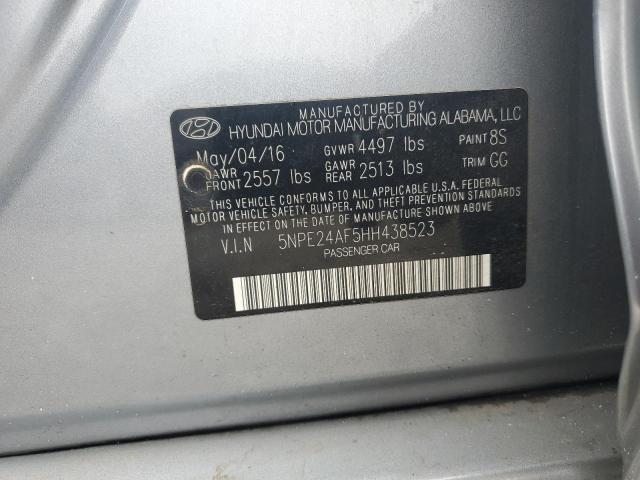 MANUFACTURED BY
HYUNDAI MOTOR MANUFACTURING ALABAMA, LLC
May/04/16 GVWR 4497 lbs PAINT 8S
GAWR FRONT 2557 lbs GAWR REAR 2513 lbs TRIM GG
THIS VEHICLE CONFORMS TO ALL APPLICABLE U.S.A. FEDERAL
MOTOR VEHICLE SAFETY, BUMPER, AND THEFT PREVENTION STANDARDS
IN EFFECT ON THE DATE OF MANUFACTURE SHOWN ABOVE.
V.I.N 5NPE24AF5HH438523
PASSENGER CAR